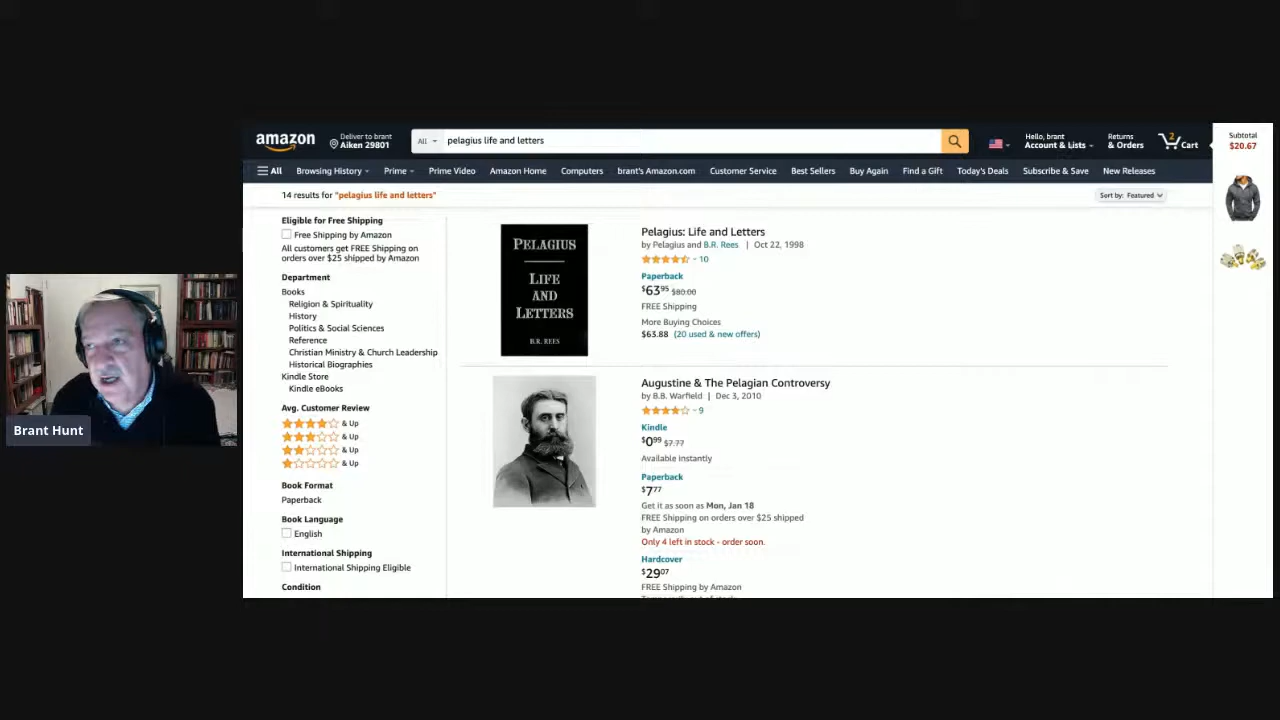 amazon
Deliver to brant
Aiken 29801
All
pelagius life and letters
Hello, brant
Account & Lists
Returns
& Orders
2
Cart
Subtotal
$20.67
All
Browsing History
Prime
Prime Video
Amazon Home
Computers
brant's Amazon.com
Customer Service
Best Sellers
Buy Again
Find a Gift
Today's Deals
Subscribe & Save
New Releases
14 results for "pelagius life and letters"
Sort by: Featured
Eligible for Free Shipping
Free Shipping by Amazon
All customers get FREE Shipping on
orders over $25 shipped by Amazon
Department
Books
Religion & Spirituality
History
Politics & Social Sciences
Reference
Christian Ministry & Church Leadership
Historical Biographies
Kindle Store
Kindle eBooks
Avg. Customer Review
& Up
& Up
& Up
& Up
Book Format
Paperback
Book Language
English
International Shipping
International Shipping Eligible
Condition
PELAGIUS
LIFE
AND
LETTERS
B.R. REES
Pelagius: Life and Letters
by Pelagius and B.R. Rees | Oct 22, 1998
10
Paperback
$6395 $80.00
FREE Shipping
More Buying Choices
$63.88 (20 used & new offers)
Augustine & The Pelagian Controversy
by B.B. Warfield | Dec 3, 2010
9
Kindle
$099 $7.77
Available instantly
Paperback
$777
Get it as soon as Mon, Jan 18
FREE Shipping on orders over $25 shipped
by Amazon
Only 4 left in stock - order soon.
Hardcover
$2907
FREE Shipping by Amazon
Brant Hunt